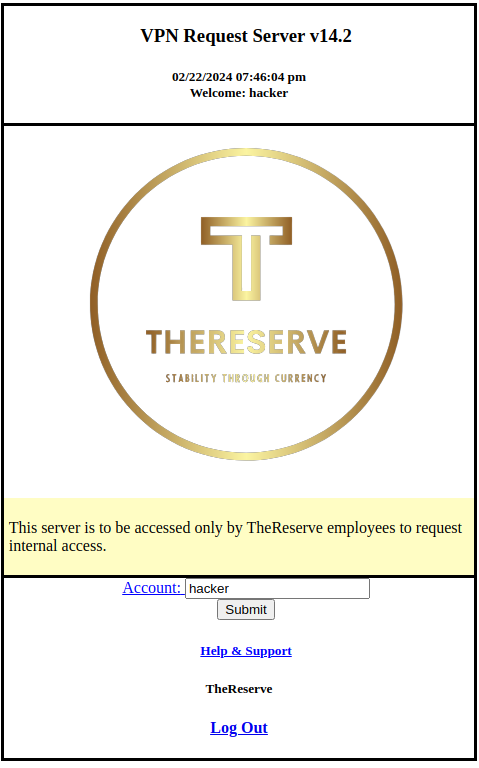 VPN Request Server v14.2
02/22/2024 07:46:04 pm
Welcome: hacker
T
THERESERVE
STABILITY THROUGH CURRENCY
This server is to be accessed only by TheReserve employees to request
internal access.
Account: hacker
Submit
Help & Support
TheReserve
Log Out